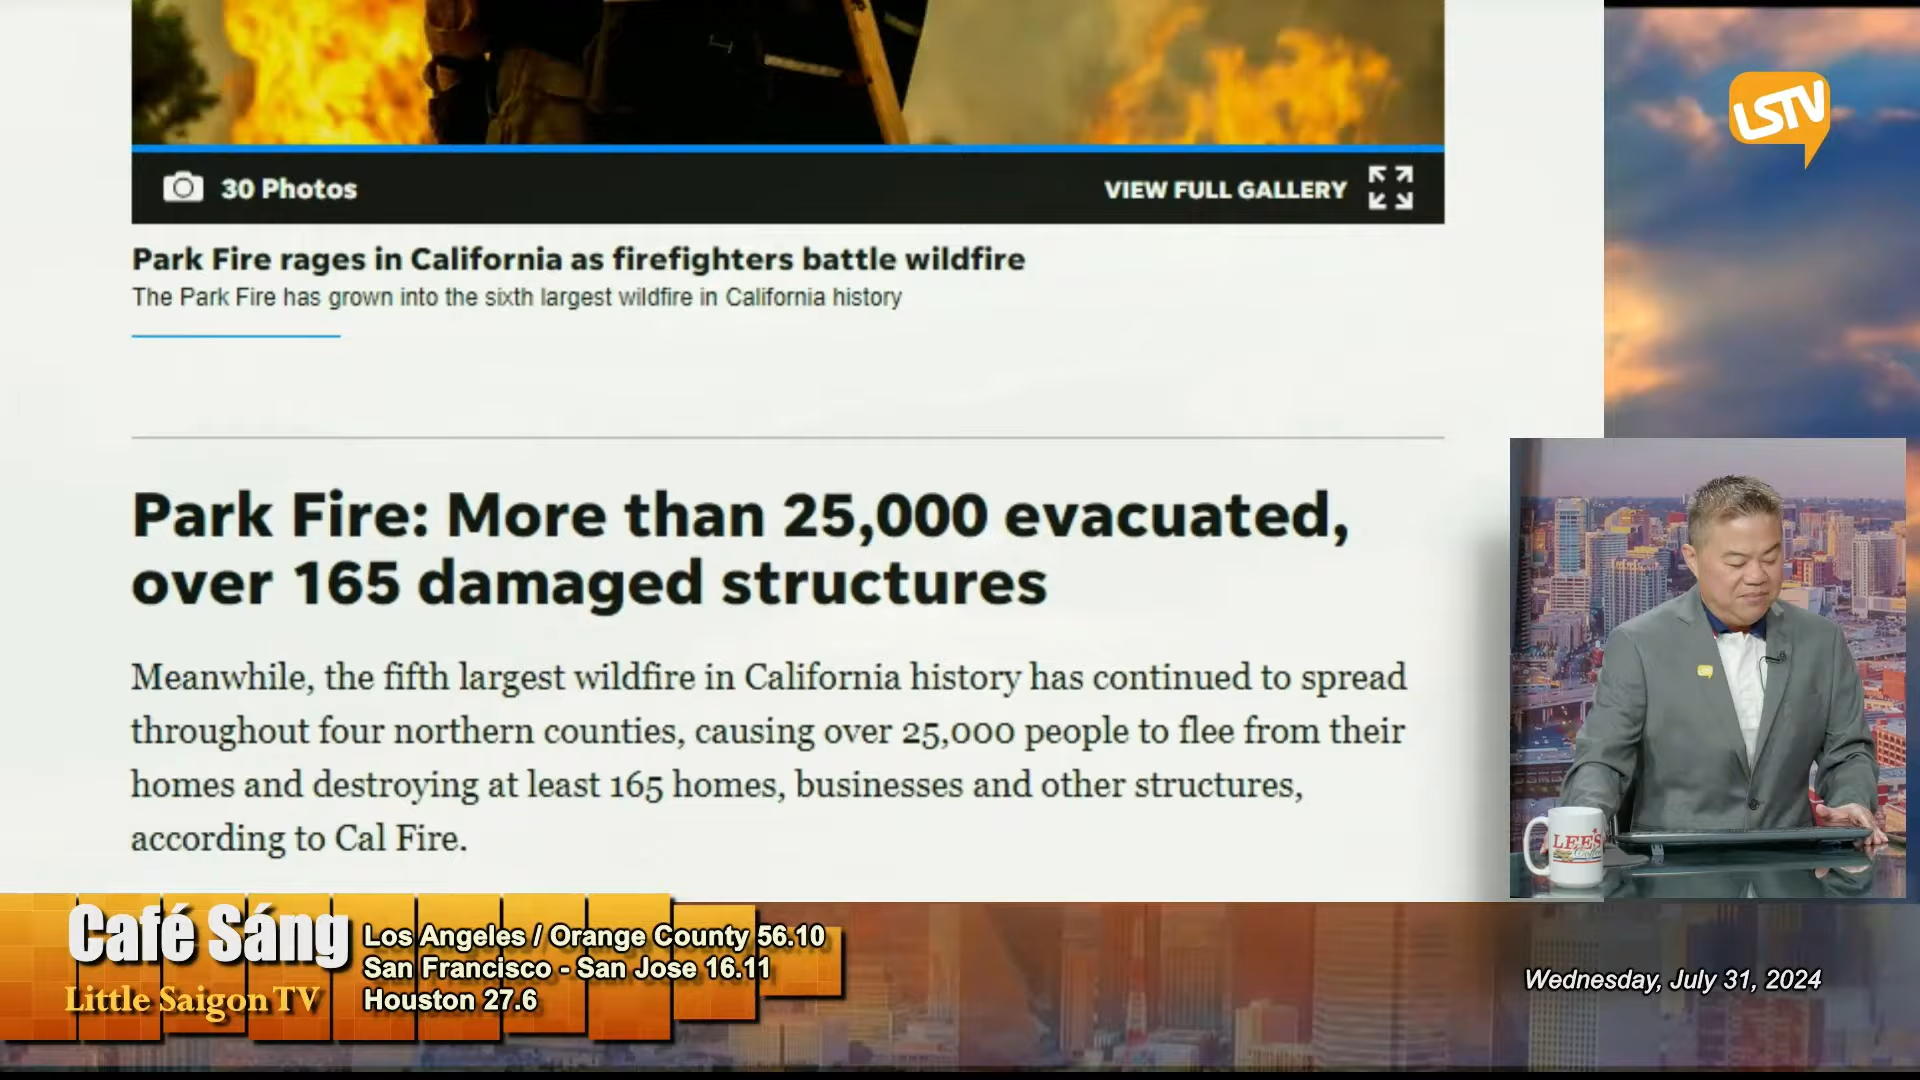 LSTV
30 Photos
VIEW FULL GALLERY
Park Fire rages in California as firefighters battle wildfire
The Park Fire has grown into the sixth largest wildfire in California history
Park Fire: More than 25,000 evacuated,
over 165 damaged structures
Meanwhile, the fifth largest wildfire in California history has continued to spread
throughout four northern counties, causing over 25,000 people to flee from their
homes and destroying at least 165 homes, businesses and other structures,
according to Cal Fire.
LEE'S
Coffee
Café Sáng
Little Saigon TV
Los Angeles / Orange County 56.10
San Francisco - San Jose 16.11
Houston 27.6
Wednesday, July 31, 2024